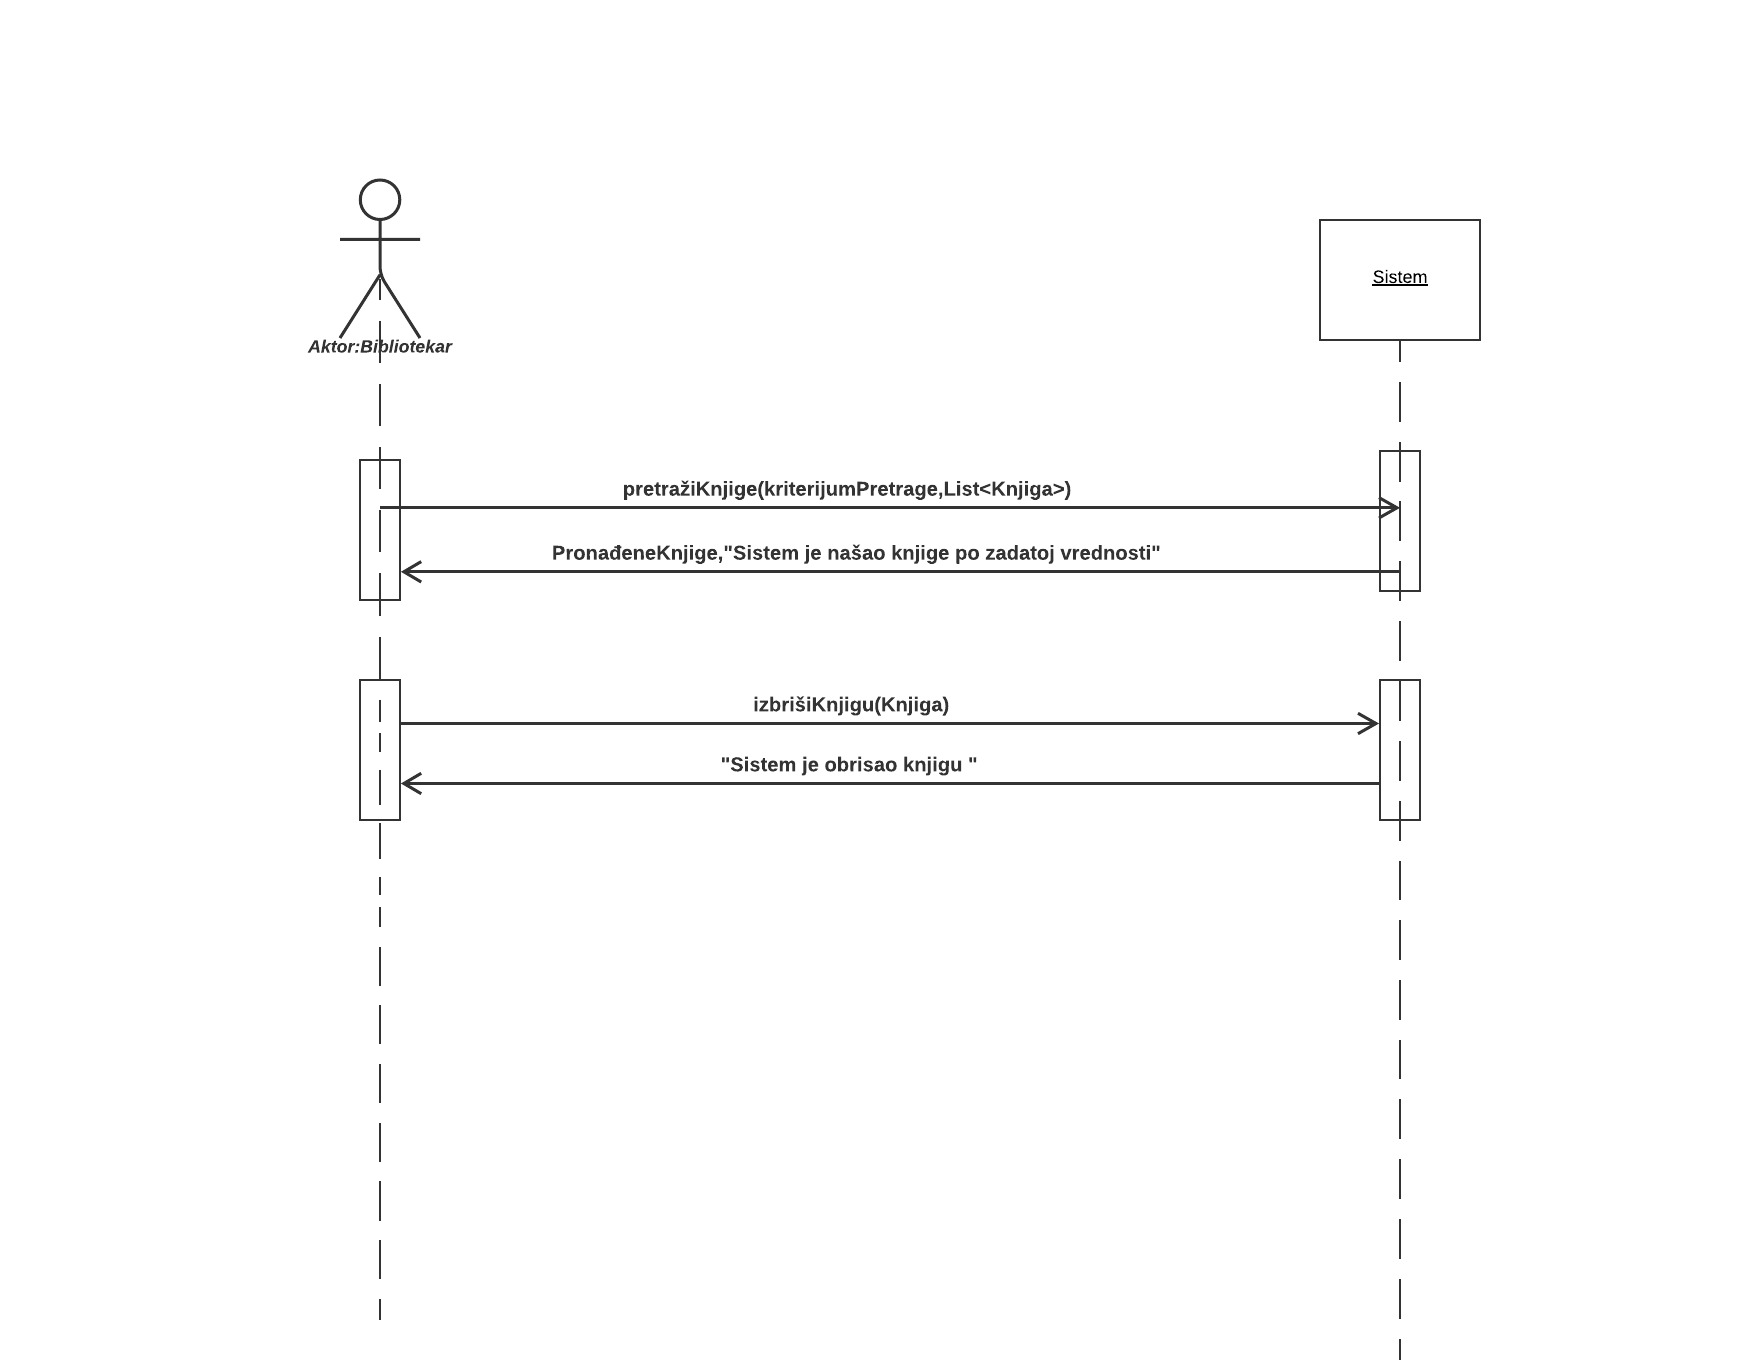 Sistem
Aktor:Bibliotekar
pretražiKnjige(kriterijumPretrage,List<Knjiga>)
PronađeneKnjige,"Sistem je našao knjige po zadatoj vrednosti"
izbrišiKnjigu(Knjiga)
"Sistem je obrisao knjigu "